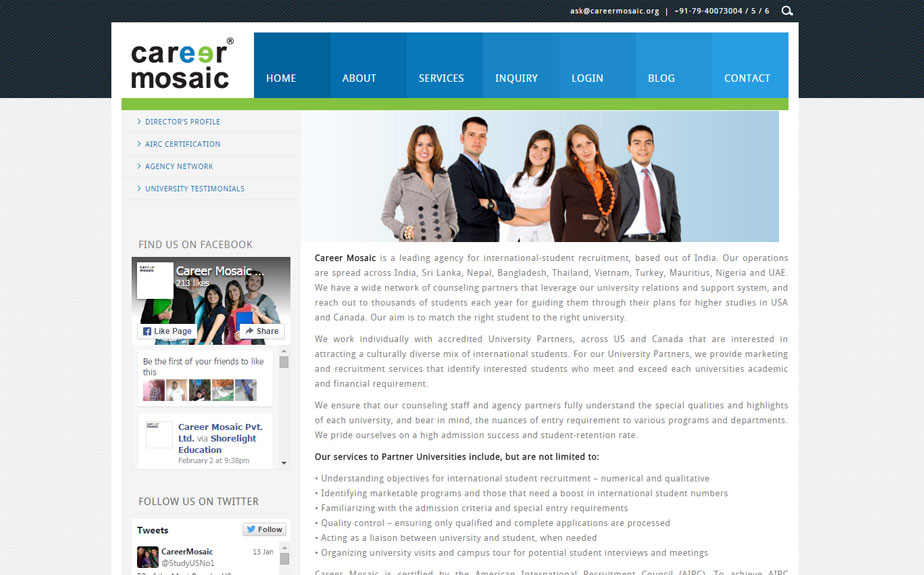 ask@careermosaic.org | +91-79-40073004 / 5 / 6
career®
mosaic
HOME ABOUT SERVICES INQUIRY LOGIN BLOG CONTACT
DIRECTOR'S PROFILE
AIRC CERTIFICATION
AGENCY NETWORK
UNIVERSITY TESTIMONIALS
FIND US ON FACEBOOK
career
mosaic
Career Mosaic ...
213 likes
Like Page Share
Be the first of your friends to like
this
career
mosaic
Career Mosaic Pvt.
Ltd. via Shorelight
Education
February 2 at 9:38pm
FOLLOW US ON TWITTER
Tweets Follow
CareerMosaic 13 Jan
@StudyUSNo1
Career Mosaic is a leading agency for international-student recruitment, based out of India. Our operations
are spread across India, Sri Lanka, Nepal, Bangladesh, Thailand, Vietnam, Turkey, Mauritius, Nigeria and UAE.
We have a wide network of counseling partners that leverage our university relations and support system, and
reach out to thousands of students each year for guiding them through their plans for higher studies in USA
and Canada. Our aim is to match the right student to the right university.
We work individually with accredited University Partners, across US and Canada that are interested in
attracting a culturally diverse mix of international students. For our University Partners, we provide marketing
and recruitment services that identify interested students who meet and exceed each universities academic
and financial requirement.
We ensure that our counseling staff and agency partners fully understand the special qualities and highlights
of each university, and bear in mind, the nuances of entry requirement to various programs and departments.
We pride ourselves on a high admission success and student-retention rate.
Our services to Partner Universities include, but are not limited to:
• Understanding objectives for international student recruitment – numerical and qualitative
• Identifying marketable programs and those that need a boost in international student numbers
• Familiarizing with the admission criteria and special entry requirements
• Quality control – ensuring only qualified and complete applications are processed
• Acting as a liaison between university and student, when needed
• Organizing university visits and campus tour for potential student interviews and meetings
Career Mosaic is certified by the American International Recruitment Council (AIRC). To achieve AIRC